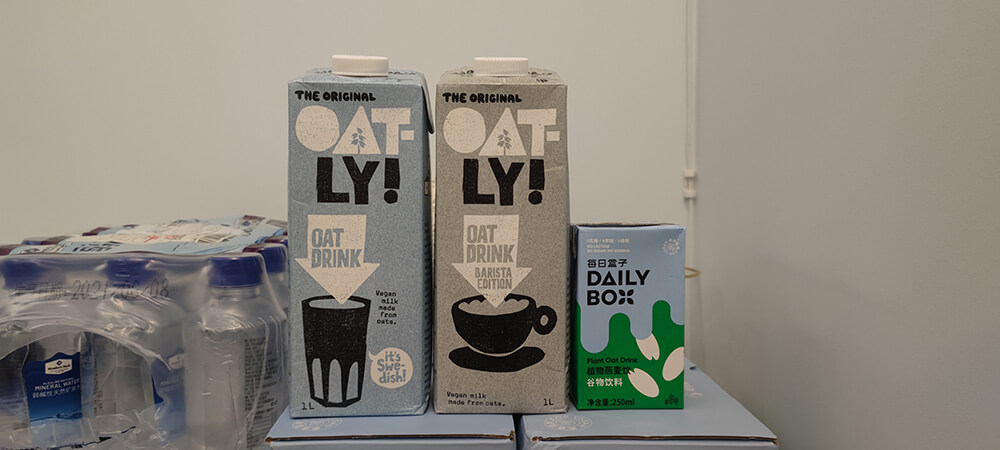 THE ORIGINAL
OAT-
LY!
OAT
DRINK
Vegan
milk
made
from
oats.
it's
Swe-
dish!
1L
THE ORIGINAL
OAT-
LY!
OAT
DRINK
BARISTA
EDITION
Vegan milk
made from oats.
1L
每日盒子
DAILY
BOX
Plant Oat Drink
植物燕麦饮
谷物饮料
净含量:250ml
MINERAL WATER